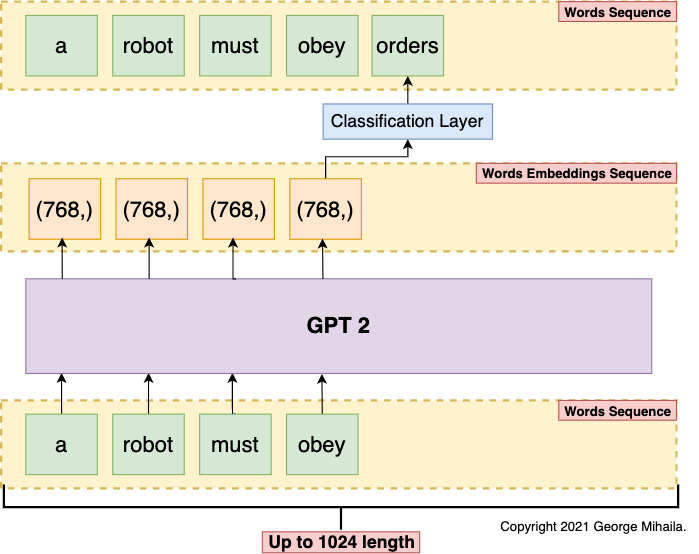 Words Sequence
a robot must obey orders
Classification Layer
Words Embeddings Sequence
(768,) (768,) (768,) (768,)
GPT 2
Words Sequence
a robot must obey
Copyright 2021 George Mihaila.
Up to 1024 length